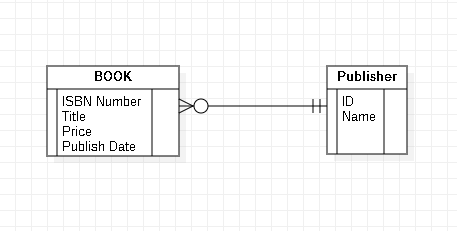 BOOK
ISBN Number
Title
Price
Publish Date
Publisher
ID
Name